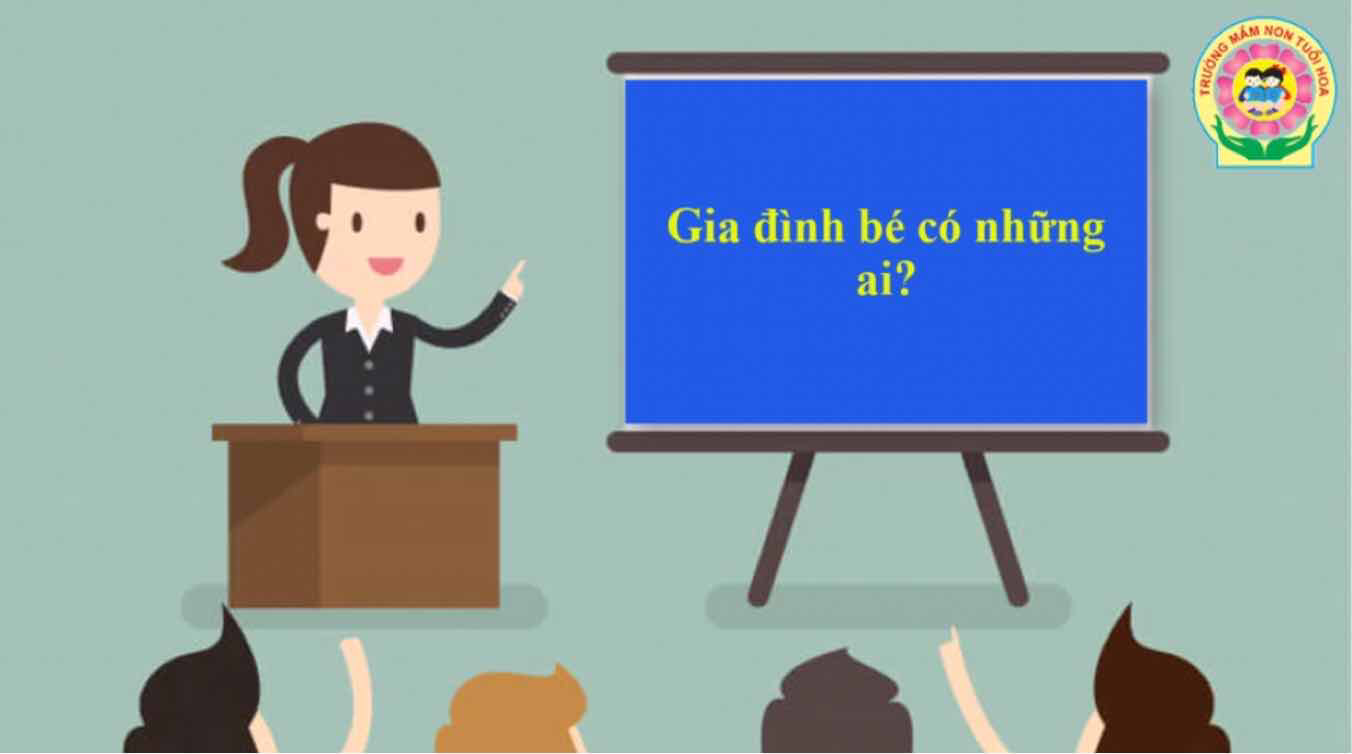 TRƯỜNG MẦM NON TUỔI HOA
Gia đình bé có những
ai?